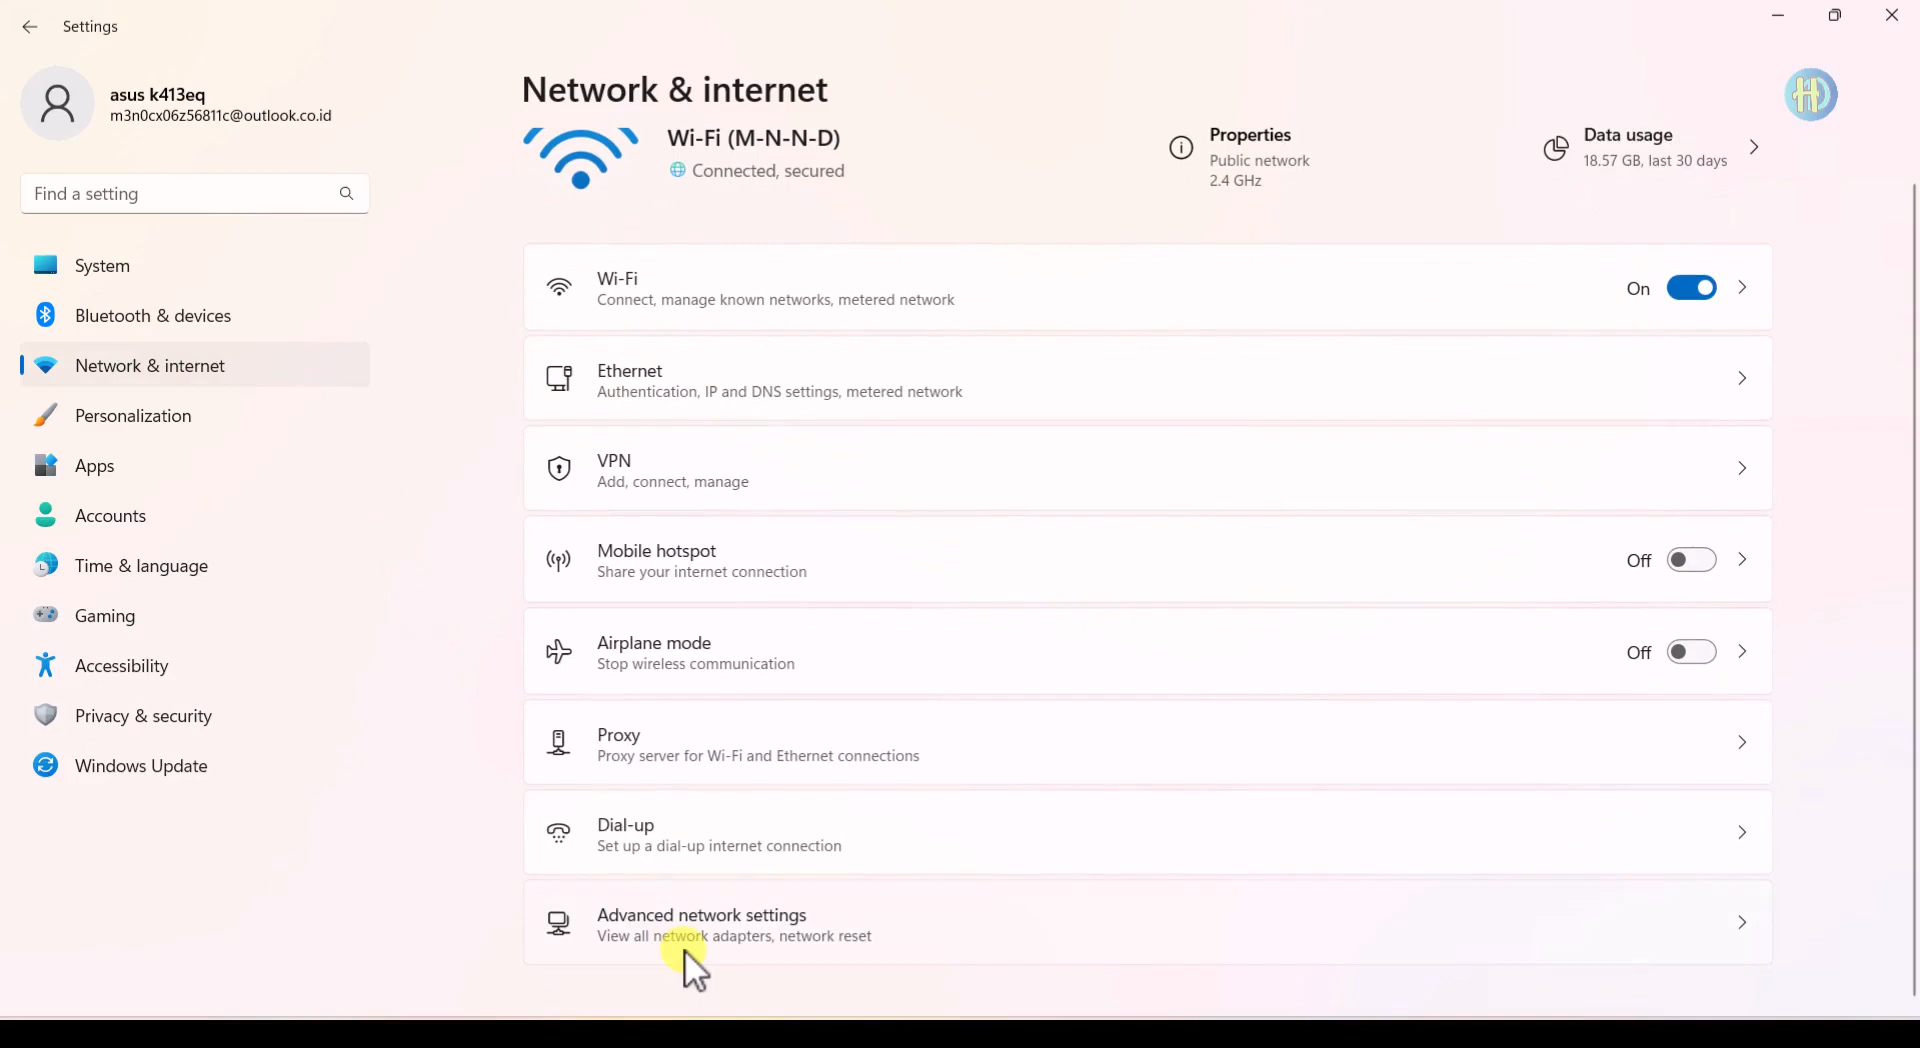 Settings
asus k413eq
m3n0cx06z56811c@outlook.co.id
Find a setting
System
Bluetooth & devices
Network & internet
Personalization
Apps
Accounts
Time & language
Gaming
Accessibility
Privacy & security
Windows Update
Network & internet
Wi-Fi (M-N-N-D)
Connected, secured
Properties
Public network
2.4 GHz
Data usage
18.57 GB, last 30 days
Wi-Fi
Connect, manage known networks, metered network
On
Ethernet
Authentication, IP and DNS settings, metered network
VPN
Add, connect, manage
Mobile hotspot
Share your internet connection
Off
Airplane mode
Stop wireless communication
Off
Proxy
Proxy server for Wi-Fi and Ethernet connections
Dial-up
Set up a dial-up internet connection
Advanced network settings
View all network adapters, network reset